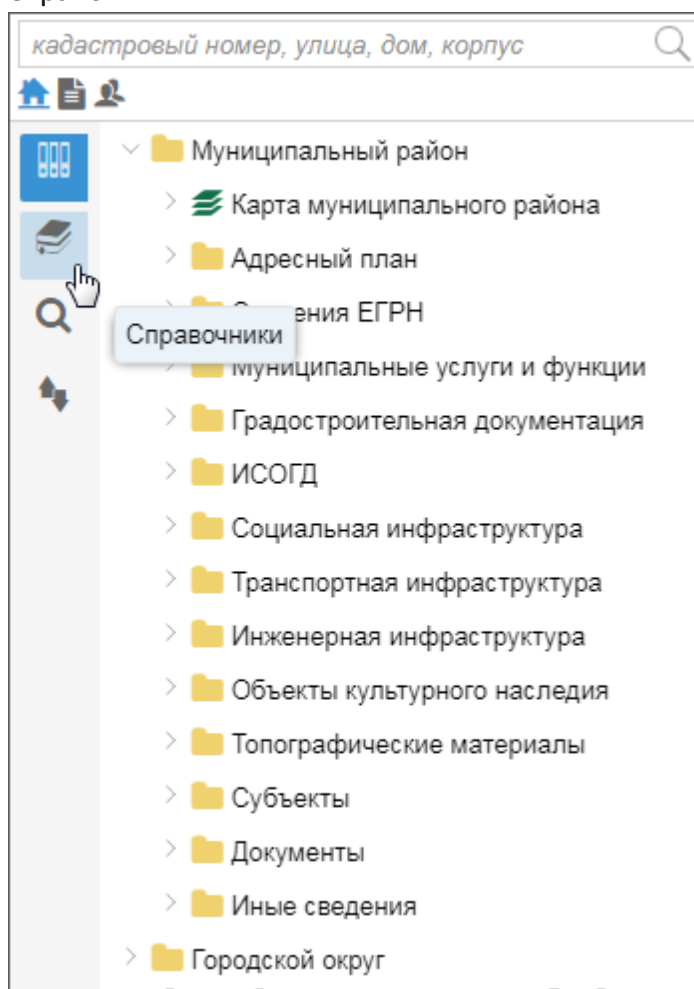 кадастровый номер, улица, дом, корпус
Муниципальный район
Карта муниципального района
Адресный план
ЕГРН
Справочники
Муниципальные услуги и функции
Градостроительная документация
ИСОГД
Социальная инфраструктура
Транспортная инфраструктура
Инженерная инфраструктура
Объекты культурного наследия
Топографические материалы
Субъекты
Документы
Иные сведения
Городской округ